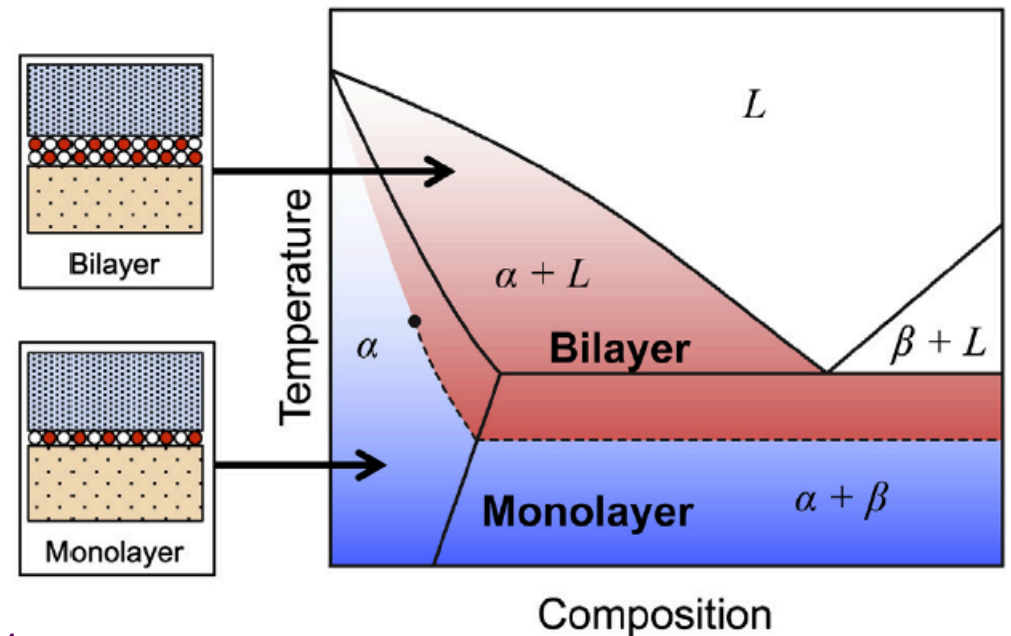 L
Bilayer
α + L
Bilayer
β + L
α
Temperature
Monolayer
α + β
Monolayer
Composition